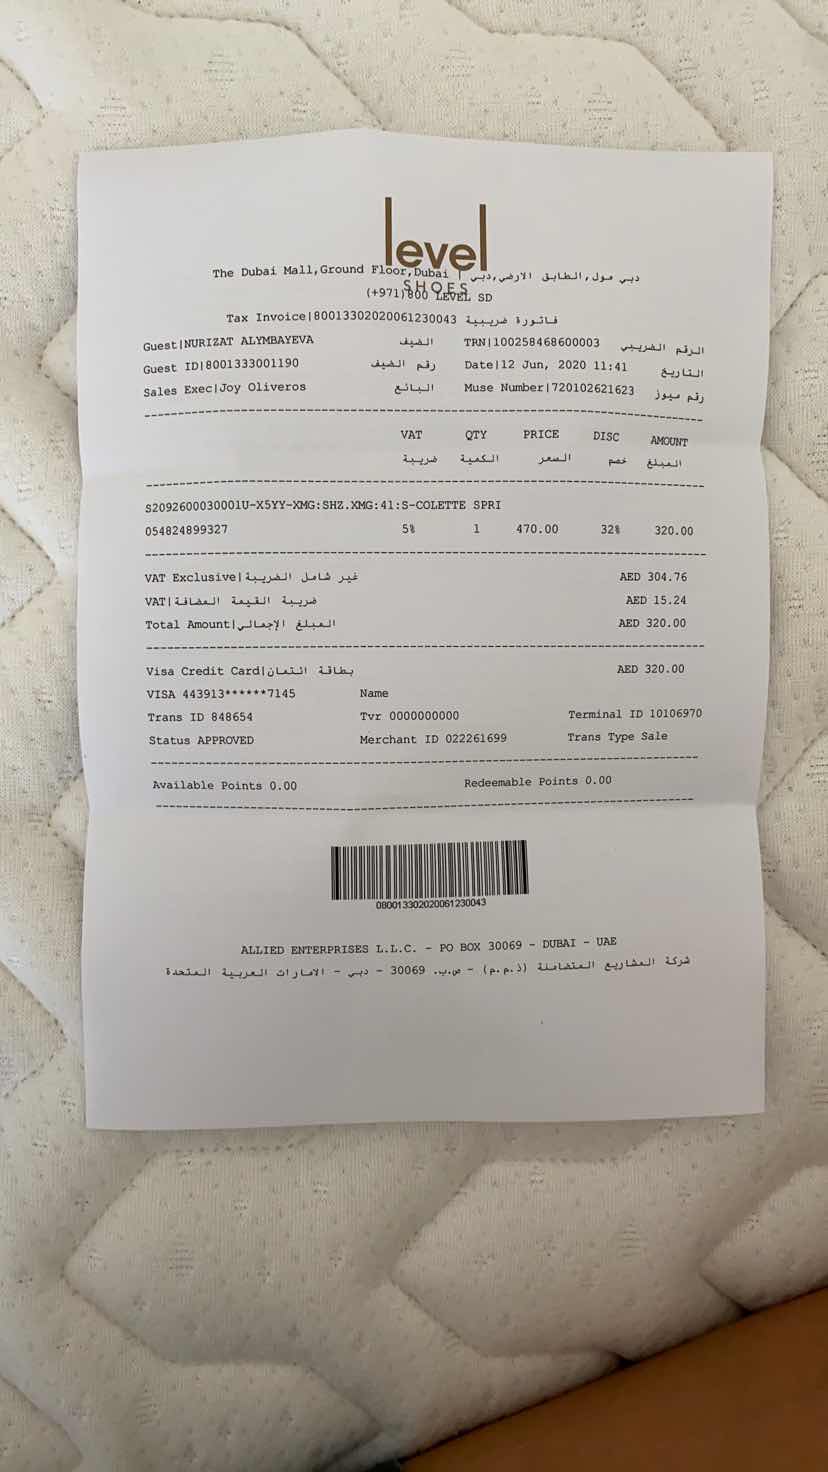 level
SHOES
The Dubai Mall,Ground Floor,Dubai | دبي مول,الطابق الارضي,دبي
(+971)800 LEVEL SD
Tax Invoice|80013302020061230043 فاتورة ضريبية
Guest|NURIZAT ALYMBAYEVA الضيف TRN|100258468600003 الرقم الضريبي
Guest ID|8001333001190 رقم الضيف Date|12 Jun, 2020 11:41 التاريخ
Sales Exec|Joy Oliveros البائع Muse Number|720102621623 رقم ميوز
VAT QTY PRICE DISC AMOUNT
ضريبة الكمية السعر خصم المبلغ
S2092600030001U-X5YY-XMG:SHZ.XMG:41:S-COLETTE SPRI
054824899327 5% 1 470.00 32% 320.00
VAT Exclusive|غير شامل الضريبة AED 304.76
VAT|ضريبة القيمة المضافة AED 15.24
Total Amount|المبلغ الإجمالي AED 320.00
Visa Credit Card|بطاقة ائتمان AED 320.00
VISA 443913******7145 Name
Trans ID 848654 Tvr 0000000000 Terminal ID 10106970
Status APPROVED Merchant ID 022261699 Trans Type Sale
Available Points 0.00 Redeemable Points 0.00
080013302020061230043
ALLIED ENTERPRISES L.L.C. - PO BOX 30069 - DUBAI - UAE
شركة المشاريع المتضامنة (ذ.م.م) - ص.ب. 30069 - دبي - الامارات العربية المتحدة